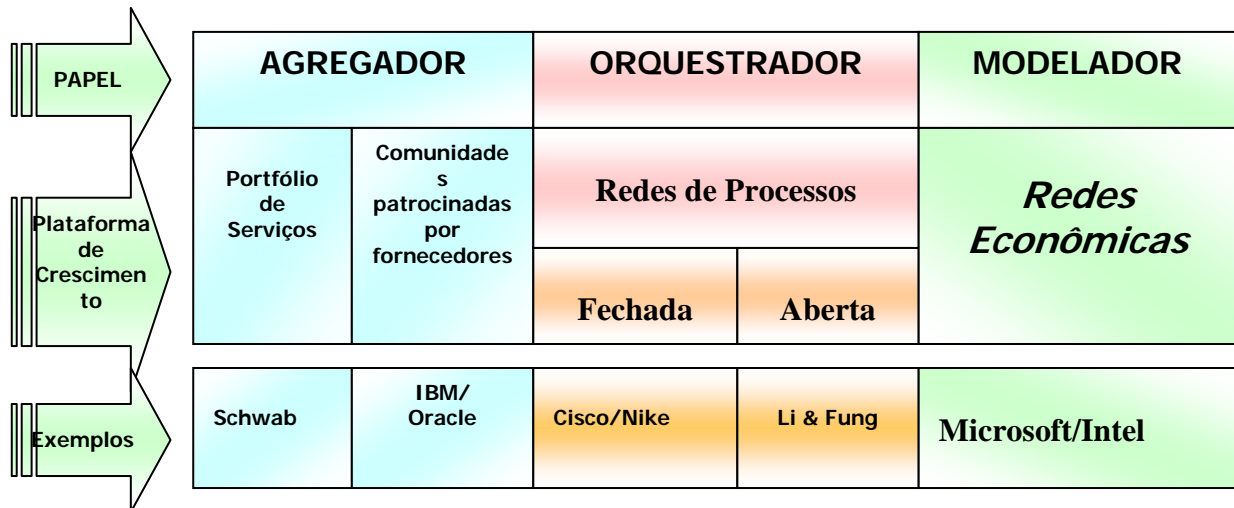 PAPEL
AGREGADOR
ORQUESTRADOR
MODELADOR
Plataforma
de
Crescimen
to
Portfólio
de
Serviços
Comunidade
s
patrocinadas
por
fornecedores
Redes de Processos
Fechada
Aberta
Redes
Econômicas
Exemplos
Schwab
IBM/
Oracle
Cisco/Nike
Li & Fung
Microsoft/Intel